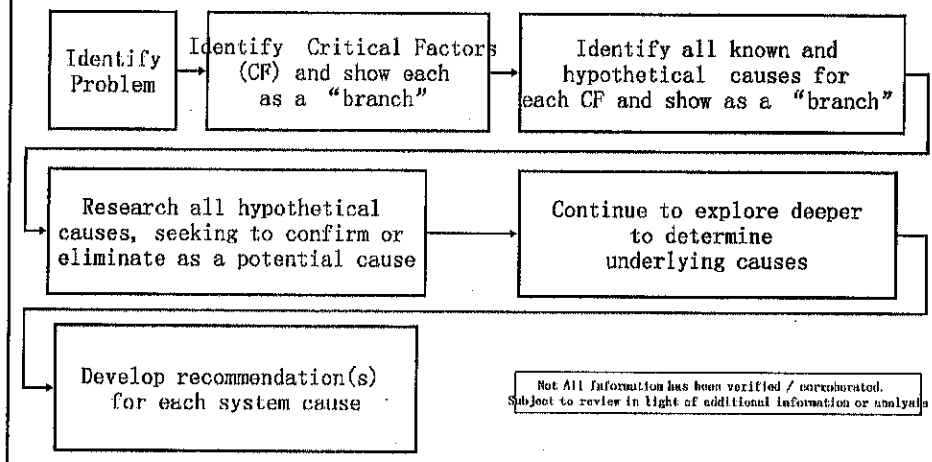 Identify
Problem
Identify Critical Factors
(CF) and show each
as a “branch”
Identify all known and
hypothetical causes for
each CF and show as a “branch”
Research all hypothetical
causes, seeking to confirm or
eliminate as a potential cause
Continue to explore deeper
to determine
underlying causes
Develop recommendation(s)
for each system cause
Not All Information has been verified / corroborated.
Subject to review in light of additional information or analysis